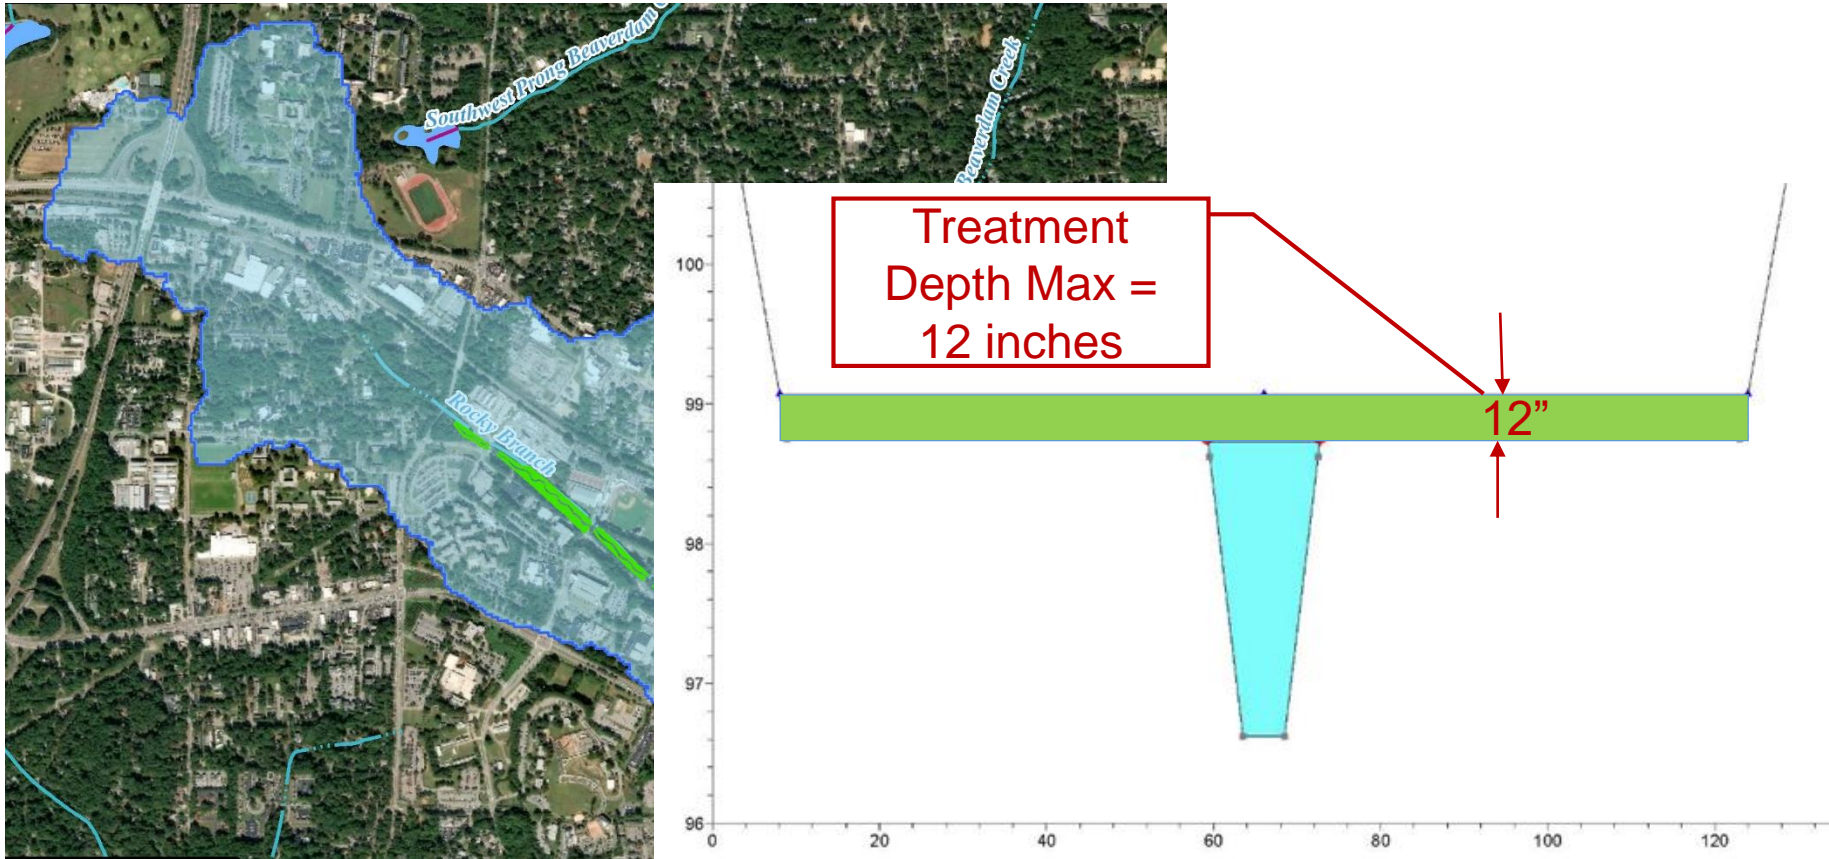 Southwest Prong Beaverdam C
Beaverdam Creek
Rocky Branch
Treatment
Depth Max =
12 inches
12”
100
99
98
97
96
0 20 40 60 80 100 120